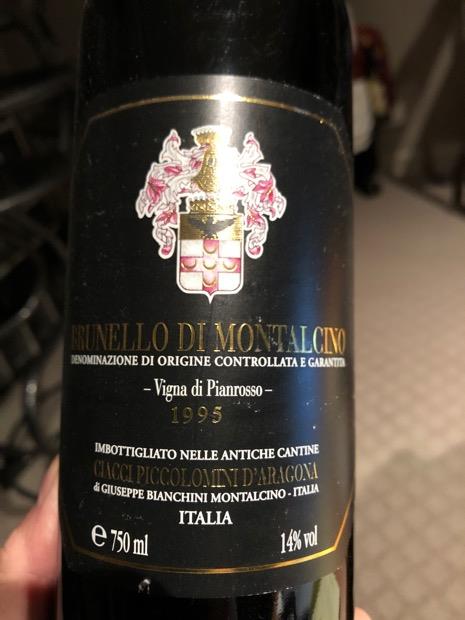 BRUNELLO DI MONTALCINO
DENOMINAZIONE DI ORIGINE CONTROLLATA E GARANTITA
– Vigna di Pianrosso –
1995
IMBOTTIGLIATO NELLE ANTICHE CANTINE
CIACCI PICCOLOMINI D'ARAGONA
di GIUSEPPE BIANCHINI MONTALCINO - ITALIA
ITALIA
e 750 ml
14% vol